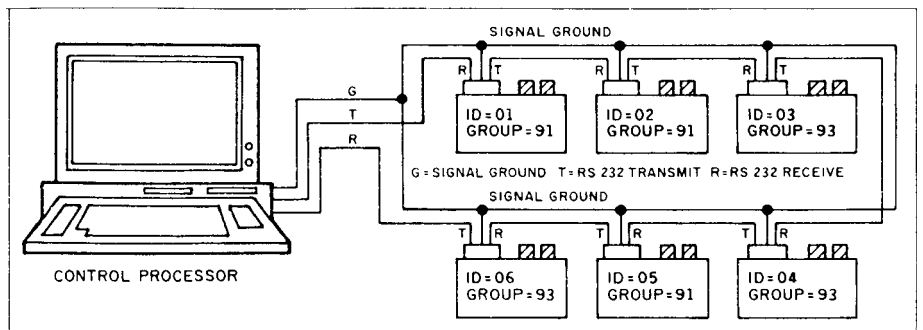 SIGNAL GROUND
R T R T R T
G
T
R
ID=01
GROUP=91
ID=02
GROUP=91
ID=03
GROUP=93
G=SIGNAL GROUND T=RS 232 TRANSMIT R=RS 232 RECEIVE
SIGNAL GROUND
T R T R T R
ID=06
GROUP=93
ID=05
GROUP=91
ID=04
GROUP=93
CONTROL PROCESSOR